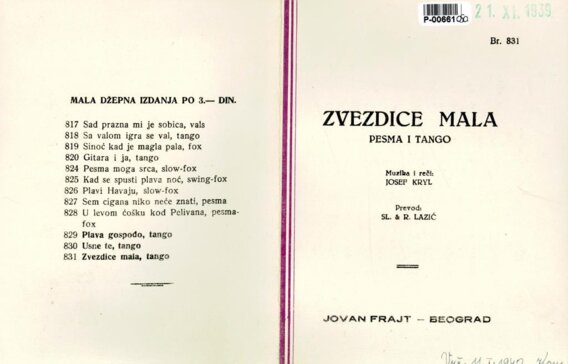 MALA DŽEPNA IZDANJA PO 3.— DIN.
817 Sad prazna mi je sobica, vals
818 Sa valom igra se val, tango
819 Sinoć kad je magla pala, fox
820 Gitara i ja, tango
824 Pesma moga srca, slow-fox
825 Kad se spusti plava noć, swing-fox
826 Plavi Havaju, slow-fox
827 Sem cigana niko neće znati, pesma
828 U levom ćošku kod Pelivana, pesma-
fox
829 Plava gospođo, tango
830 Usne te, tango
831 Zvezdice mala, tango
21. XI. 1939
Br. 831
ZVEZDICE MALA
PESMA I TANGO
Muzika i reči:
JOSEF KRYL
Prevod:
SL. & R. LAZIĆ
JOVAN FRAJT — BEOGRAD